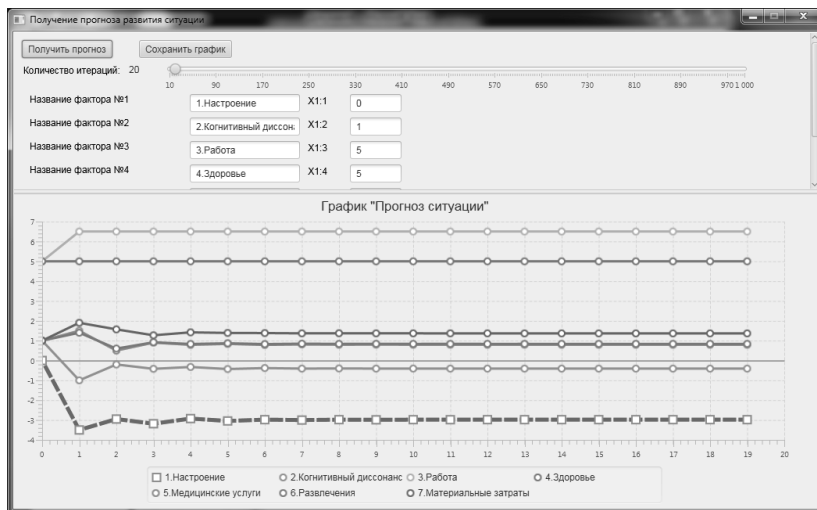 Получение прогноза развития ситуации
Получить прогноз Сохранить график
Количество итераций: 20
10 90 170 250 330 410 490 570 650 730 810 890 970 1 000
Название фактора №1 1.Настроение X1:1 0
Название фактора №2 2.Когнитивный диссона X1:2 1
Название фактора №3 3.Работа X1:3 5
Название фактора №4 4.Здоровье X1:4 5
График "Прогноз ситуации"
7
6
5
4
3
2
1
0
-1
-2
-3
-4
0 1 2 3 4 5 6 7 8 9 10 11 12 13 14 15 16 17 18 19 20
1.Настроение 2.Когнитивный диссонанс 3.Работа 4.Здоровье
5.Медицинские услуги 6.Развлечения 7.Материальные затраты